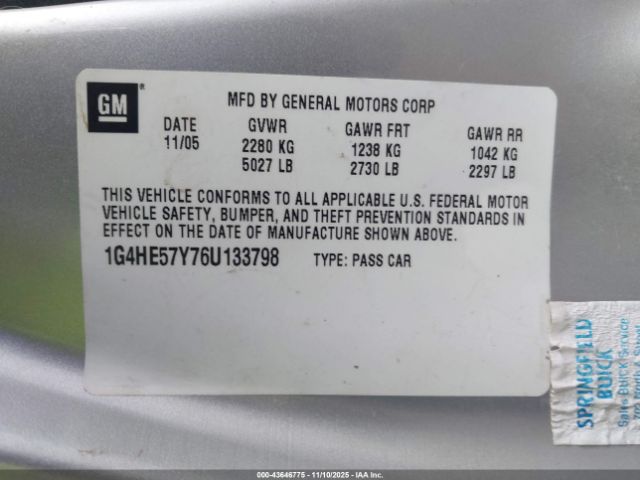 GM®
MFD BY GENERAL MOTORS CORP
DATE GVWR GAWR FRT GAWR RR
11/05 2280 KG 1238 KG 1042 KG
5027 LB 2730 LB 2297 LB
THIS VEHICLE CONFORMS TO ALL APPLICABLE U.S. FEDERAL MOTOR
VEHICLE SAFETY, BUMPER, AND THEFT PREVENTION STANDARDS IN
EFFECT ON THE DATE OF MANUFACTURE SHOWN ABOVE.
1G4HE57Y76U133798 TYPE: PASS CAR
SPRINGFIELD
BUICK
Sales Buick Service
000-43646775 - 11/10/2025 - IAA Inc.